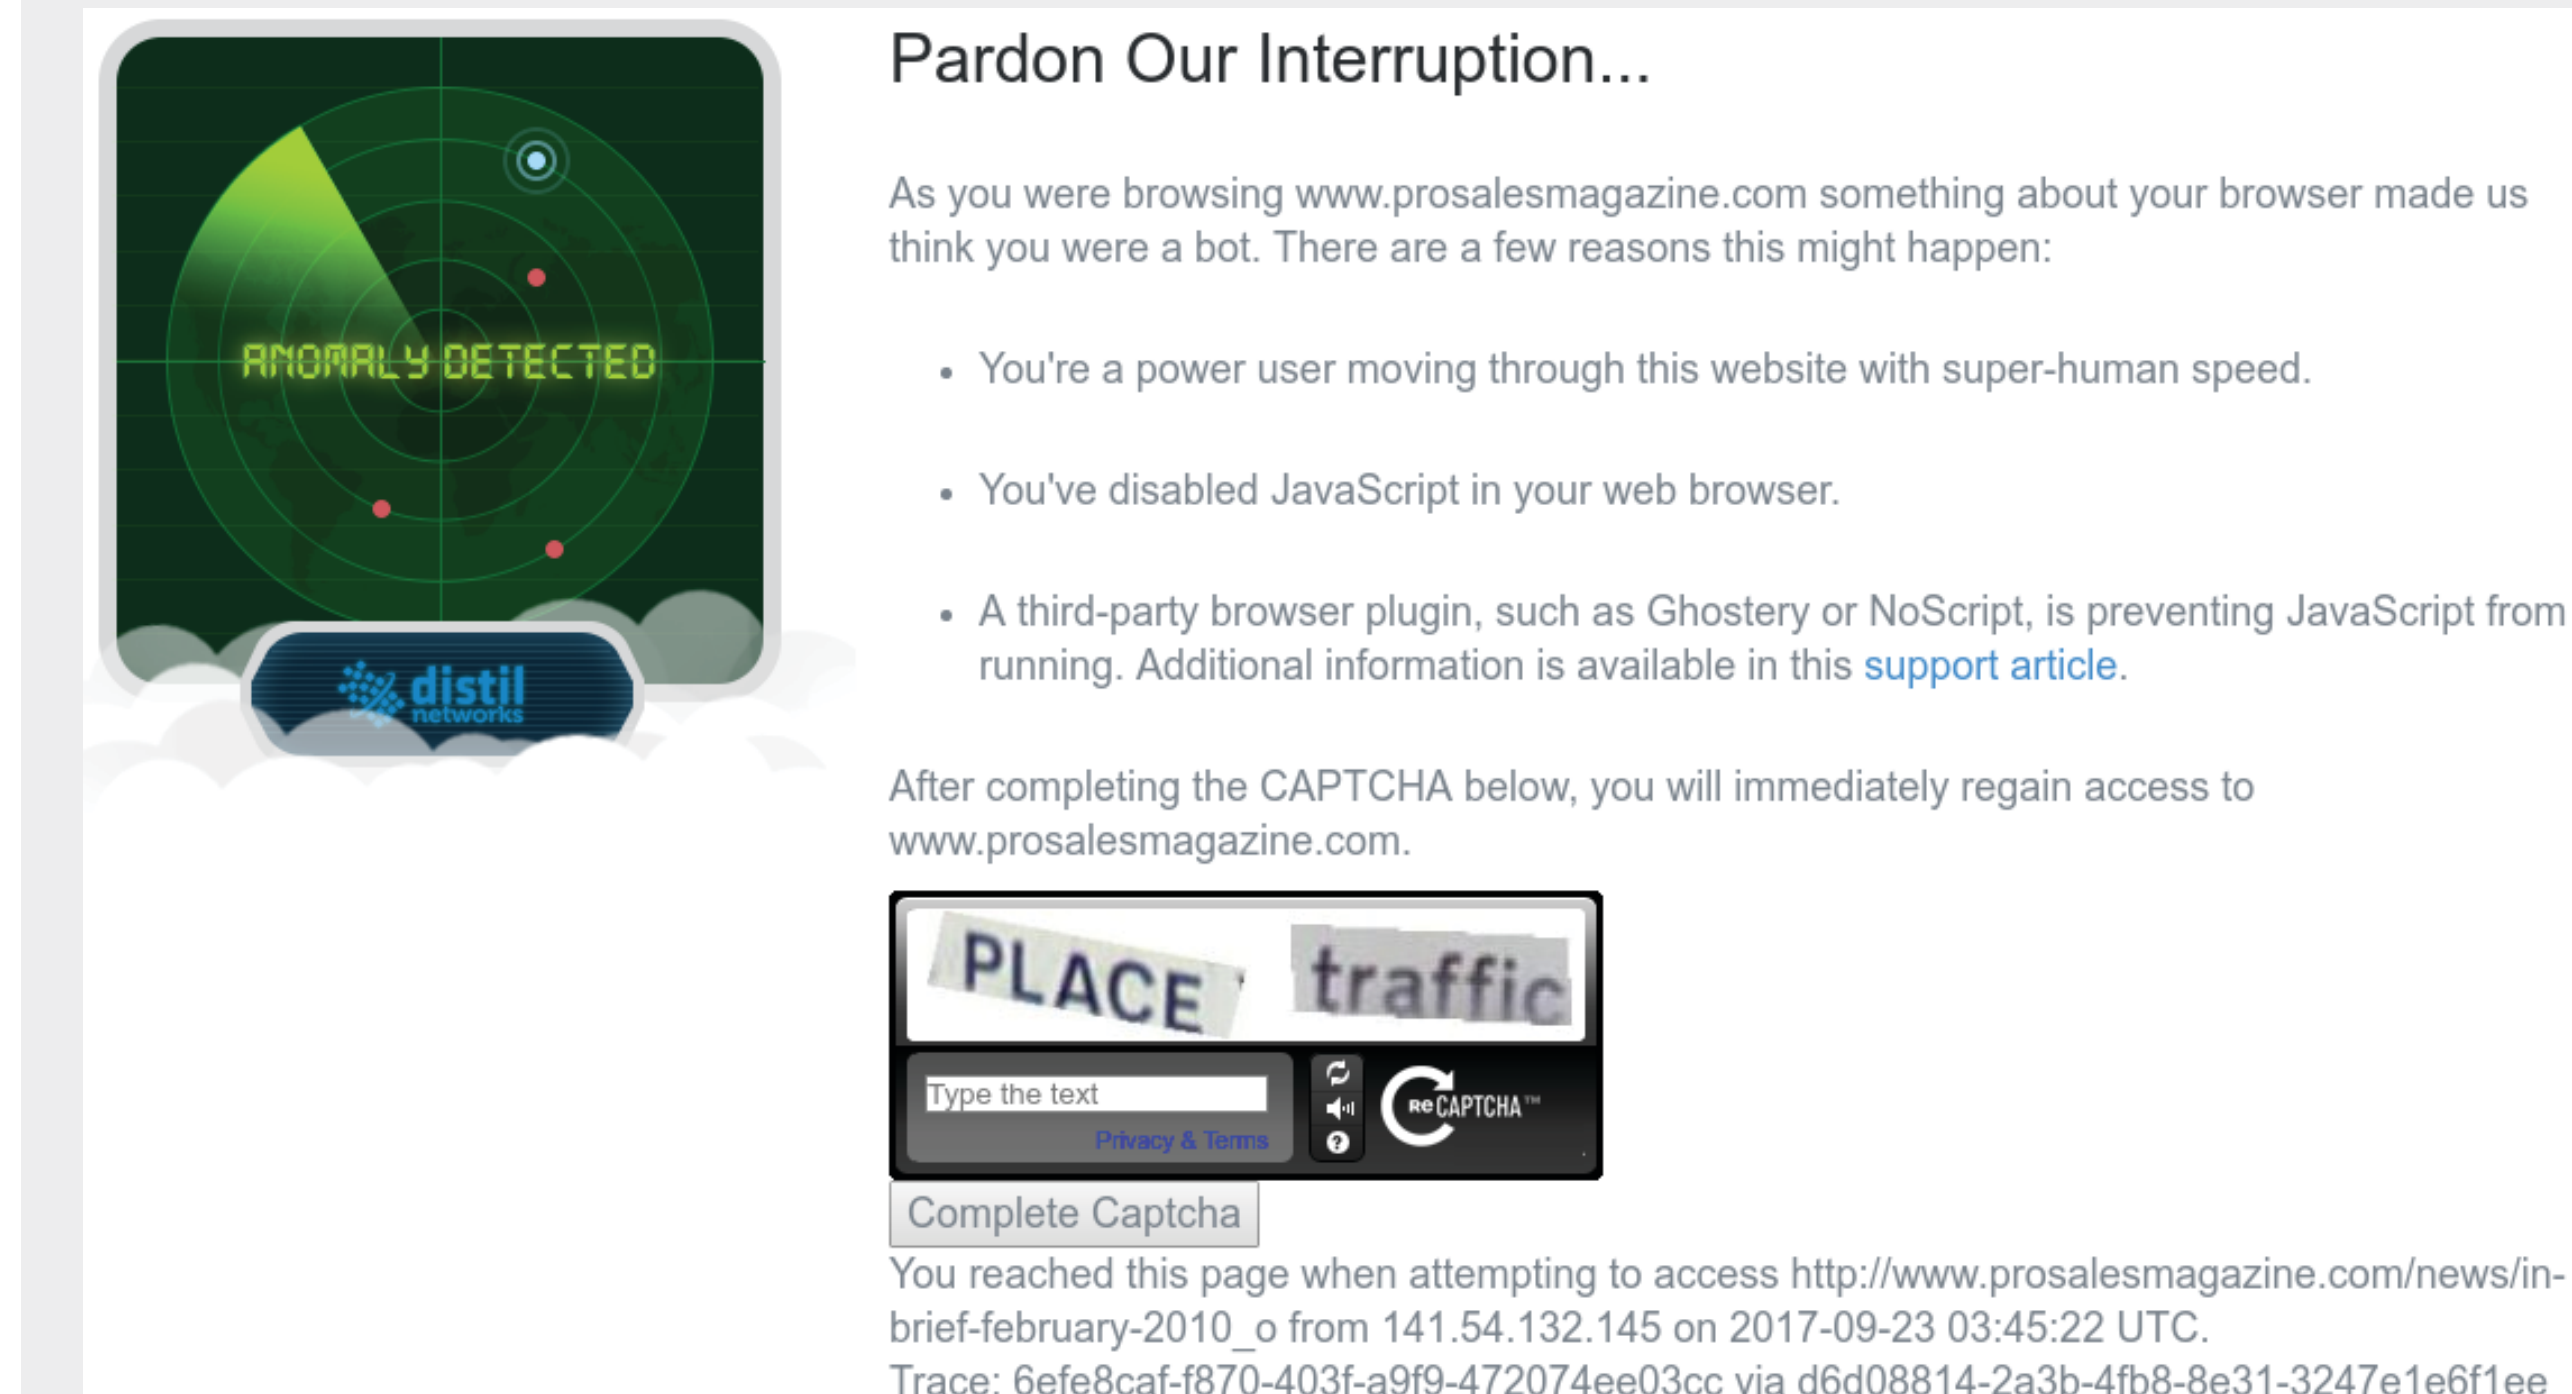 Pardon Our Interruption...
As you were browsing www.prosalesmagazine.com something about your browser made us
think you were a bot. There are a few reasons this might happen:
ANOMALY DETECTED
• You're a power user moving through this website with super-human speed.
• You've disabled JavaScript in your web browser.
• A third-party browser plugin, such as Ghostery or NoScript, is preventing JavaScript from
running. Additional information is available in this support article.
distil
networks
After completing the CAPTCHA below, you will immediately regain access to
www.prosalesmagazine.com.
PLACE traffic
Type the text
Privacy & Terms
ReCAPTCHA™
Complete Captcha
You reached this page when attempting to access http://www.prosalesmagazine.com/news/in-
brief-february-2010_o from 141.54.132.145 on 2017-09-23 03:45:22 UTC.
Trace: 6efe8caf-f870-403f-a9f9-472074ee03cc via d6d08814-2a3b-4fb8-8e31-3247e1e6f1ee